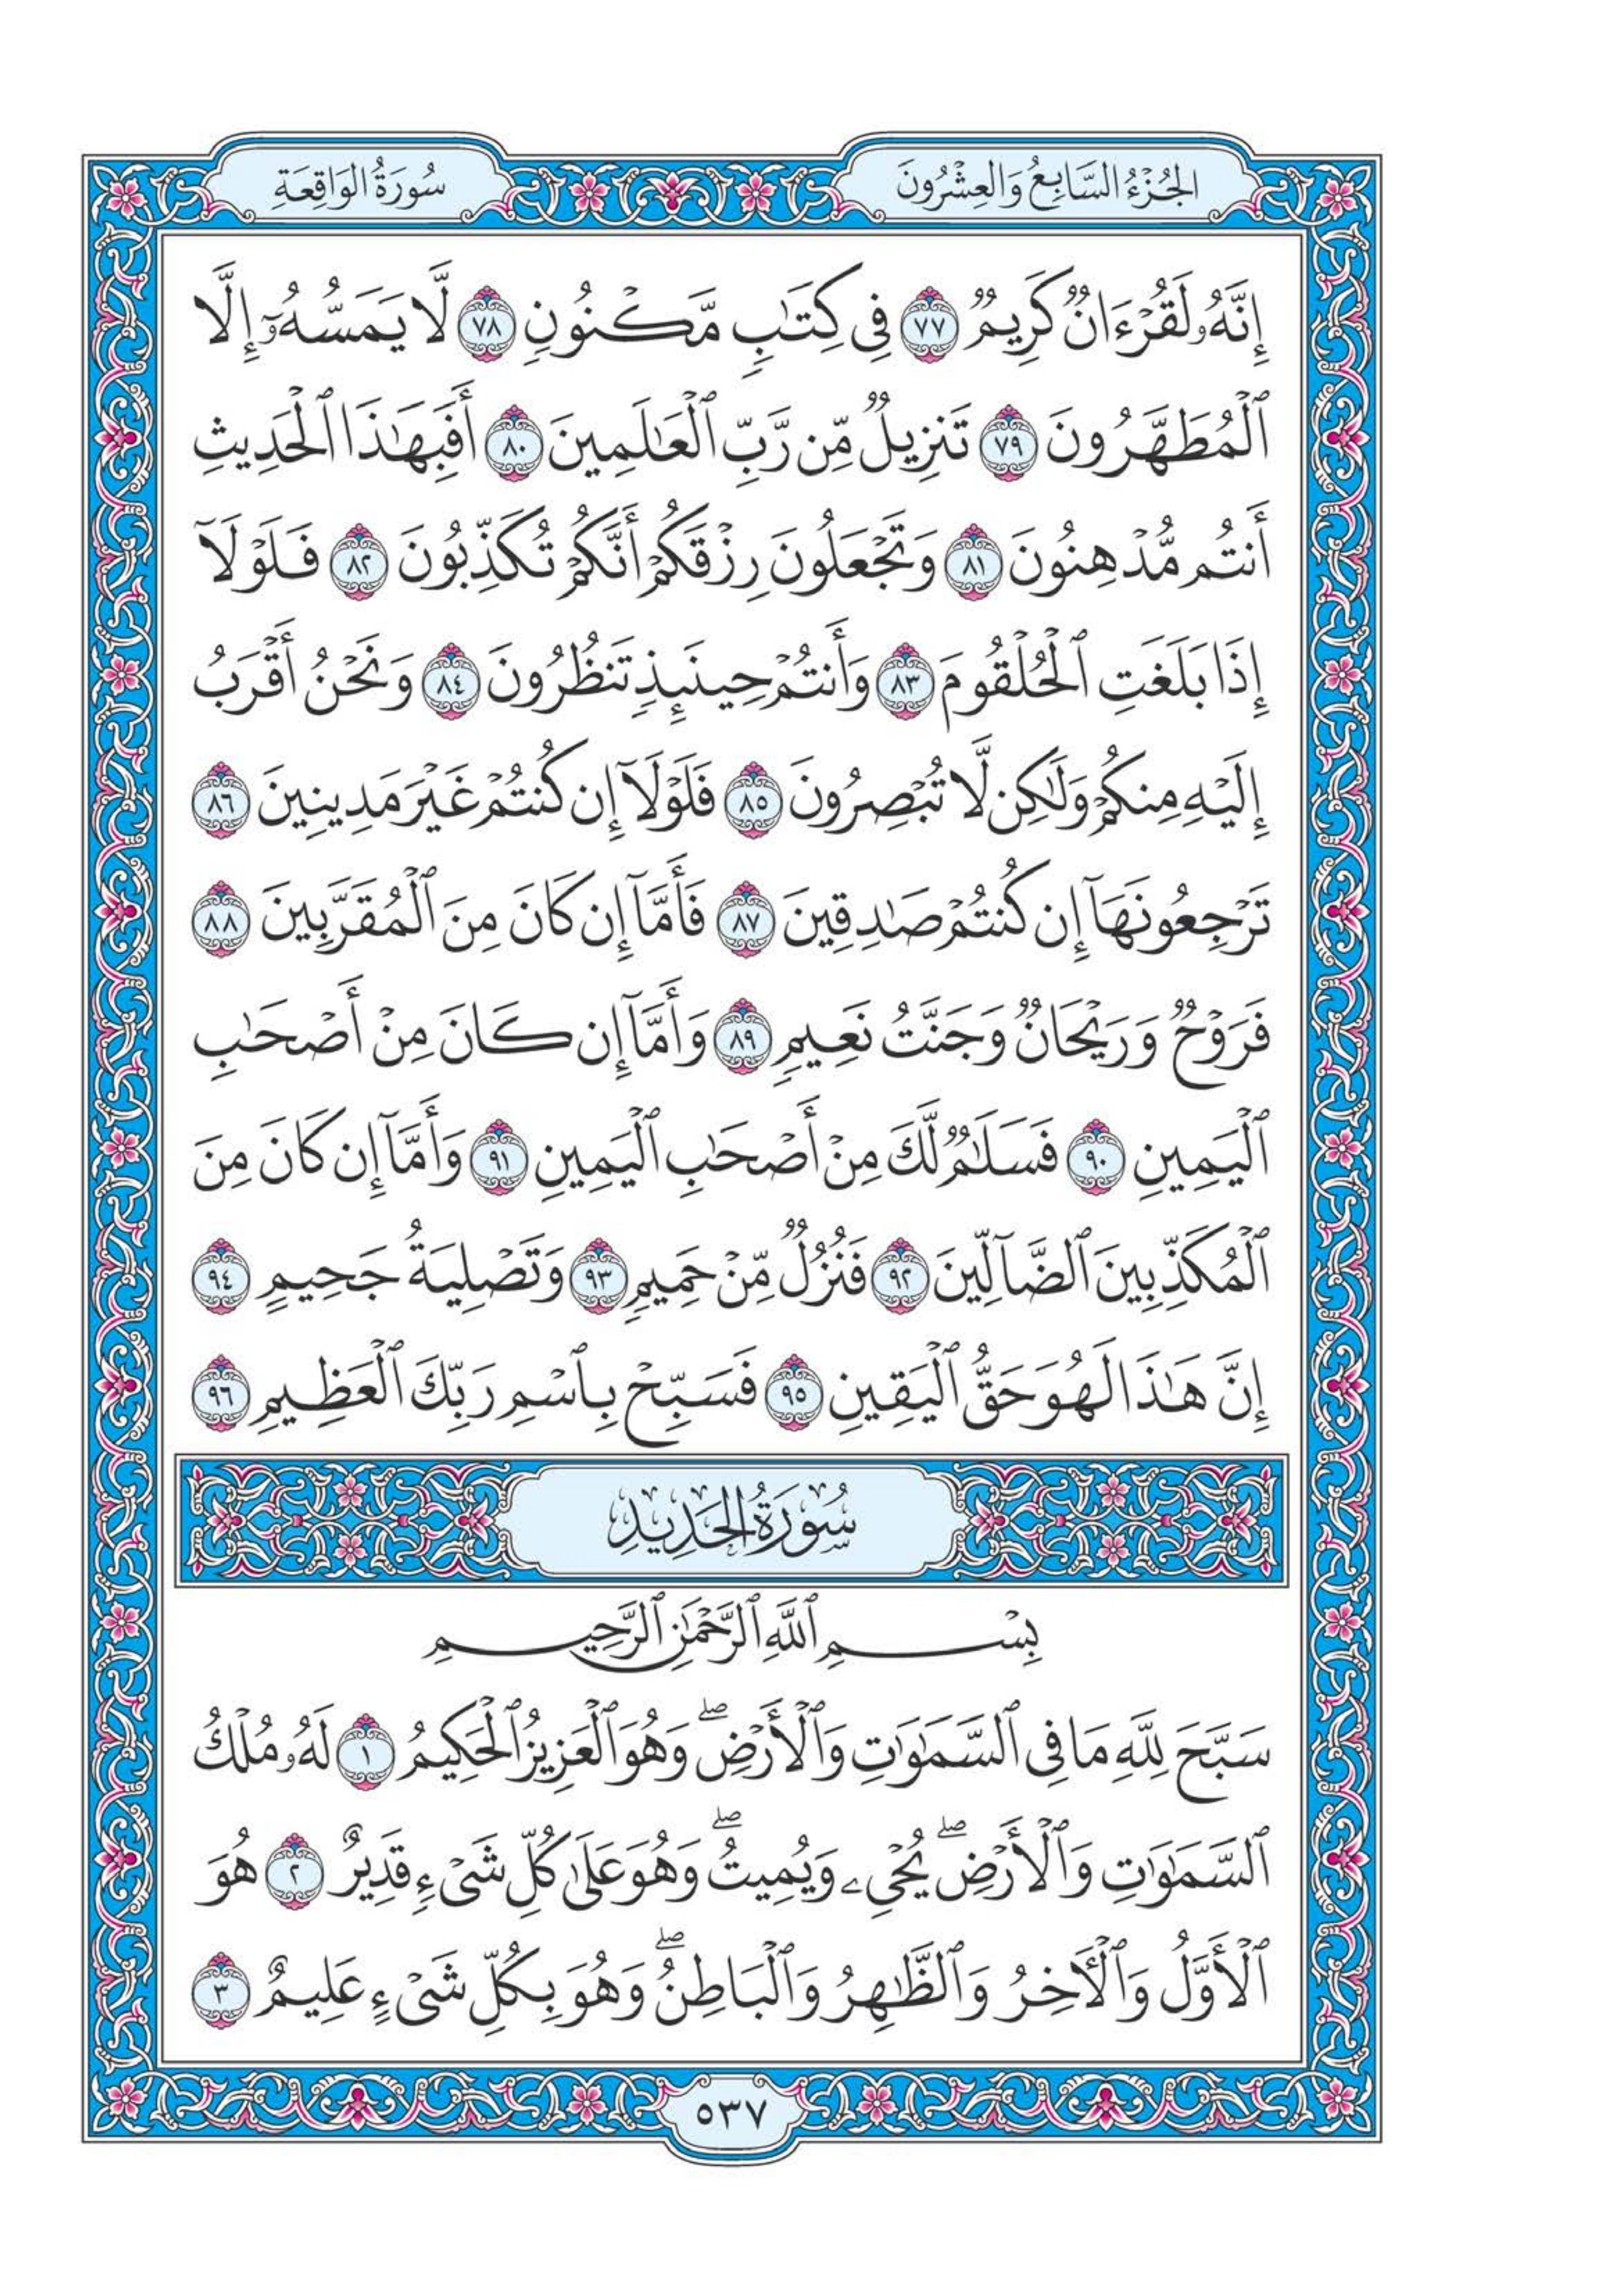 الجُزْءُ السَّابِعُ وَالعِشْرُونَ
سُورَةُ الوَاقِعَةِ
إِنَّهُۥ لَقُرْءَانٌ كَرِيمٌ ٧٧ فِى كِتَٰبٍ مَّكْنُونٍ ٧٨ لَّا يَمَسُّهُۥٓ إِلَّا
ٱلْمُطَهَّرُونَ ٧٩ تَنزِيلٌ مِّن رَّبِّ ٱلْعَٰلَمِينَ ٨٠ أَفَبِهَٰذَا ٱلْحَدِيثِ
أَنتُم مُّدْهِنُونَ ٨١ وَتَجْعَلُونَ رِزْقَكُمْ أَنَّكُمْ تُكَذِّبُونَ ٨٢ فَلَوْلَآ
إِذَا بَلَغَتِ ٱلْحُلْقُومَ ٨٣ وَأَنتُمْ حِينَئِذٍ تَنظُرُونَ ٨٤ وَنَحْنُ أَقْرَبُ
إِلَيْهِ مِنكُمْ وَلَٰكِن لَّا تُبْصِرُونَ ٨٥ فَلَوْلَآ إِن كُنتُمْ غَيْرَ مَدِينِينَ ٨٦
تَرْجِعُونَهَآ إِن كُنتُمْ صَٰدِقِينَ ٨٧ فَأَمَّآ إِن كَانَ مِنَ ٱلْمُقَرَّبِينَ ٨٨
فَرَوْحٌ وَرَيْحَانٌ وَجَنَّتُ نَعِيمٍ ٨٩ وَأَمَّآ إِن كَانَ مِنْ أَصْحَٰبِ
ٱلْيَمِينِ ٩٠ فَسَلَٰمٌ لَّكَ مِنْ أَصْحَٰبِ ٱلْيَمِينِ ٩١ وَأَمَّآ إِن كَانَ مِنَ
ٱلْمُكَذِّبِينَ ٱلضَّآلِّينَ ٩٢ فَنُزُلٌ مِّنْ حَمِيمٍ ٩٣ وَتَصْلِيَةُ جَحِيمٍ ٩٤
إِنَّ هَٰذَا لَهُوَ حَقُّ ٱلْيَقِينِ ٩٥ فَسَبِّحْ بِٱسْمِ رَبِّكَ ٱلْعَظِيمِ ٩٦
سُورَةُ الحَدِيدِ
بِسْمِ ٱللَّهِ ٱلرَّحْمَٰنِ ٱلرَّحِيمِ
سَبَّحَ لِلَّهِ مَا فِى ٱلسَّمَٰوَٰتِ وَٱلْأَرْضِۖ وَهُوَ ٱلْعَزِيزُ ٱلْحَكِيمُ ١ لَهُۥ مُلْكُ
ٱلسَّمَٰوَٰتِ وَٱلْأَرْضِۖ يُحْىِۦ وَيُمِيتُۖ وَهُوَ عَلَىٰ كُلِّ شَىْءٍ قَدِيرٌ ٢ هُوَ
ٱلْأَوَّلُ وَٱلْءَاخِرُ وَٱلظَّٰهِرُ وَٱلْبَاطِنُۖ وَهُوَ بِكُلِّ شَىْءٍ عَلِيمٌ ٣
٥٣٧